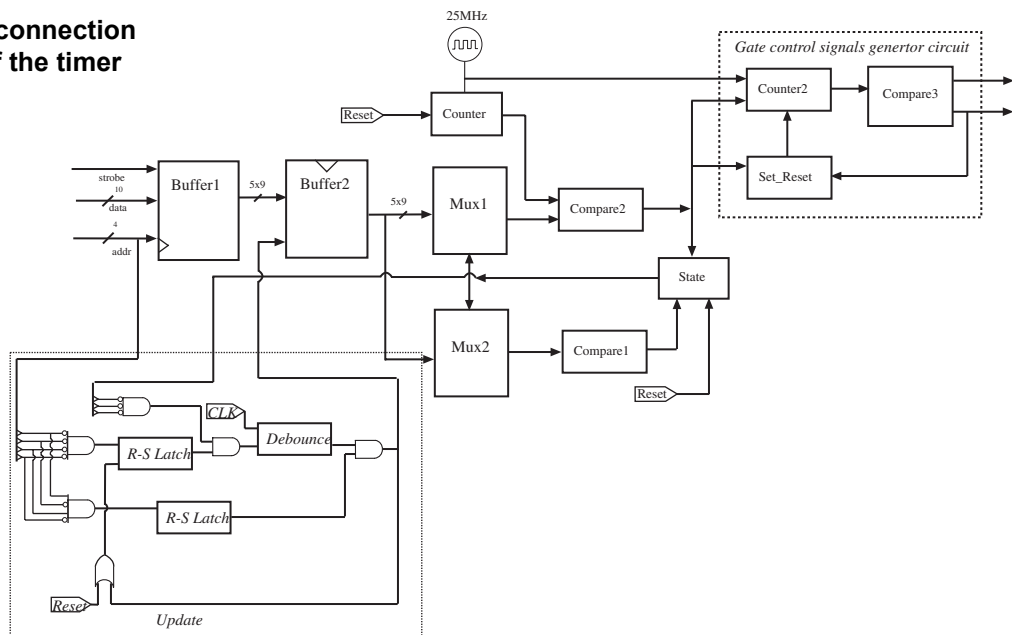 connection
f the timer
25MHz
Gate control signals genertor circuit
Counter2
Compare3
Reset
Counter
Set_Reset
strobe
10
data
4
addr
Buffer1
5x9
Buffer2
5x9
Mux1
Compare2
State
Mux2
Compare1
Reset
CLK
Debounce
R-S Latch
R-S Latch
Reset
Update